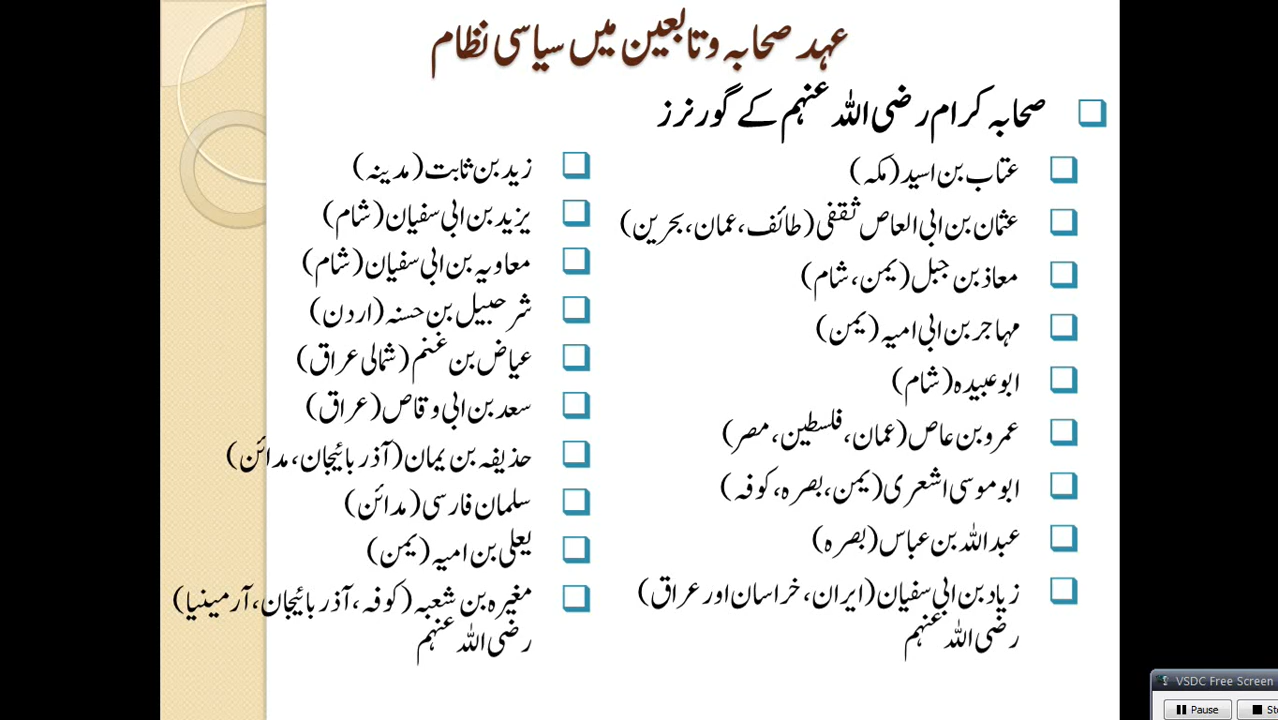 عہد صحابہ و تابعین میں سیاسی نظام
صحابہ کرام رضی اللہ عنہم کے گورنرز
عتاب بن اسید (مکہ)
عثمان بن ابی العاص ثقفی (طائف، عمان، بحرین)
معاذ بن جبل (یمن، شام)
مہاجر بن ابی امیہ (یمن)
ابو عبیدہ (شام)
عمرو بن عاص (عمان، فلسطین، مصر)
ابو موسی اشعری (یمن، بصرہ، کوفہ)
عبد اللہ بن عباس (بصرہ)
زیاد بن ابی سفیان (ایران، خراسان اور عراق)
رضی اللہ عنہم
زید بن ثابت (مدینہ)
یزید بن ابی سفیان (شام)
معاویہ بن ابی سفیان (شام)
شرحبیل بن حسنہ (اردن)
عیاض بن غنم (شمالی عراق)
سعد بن ابی وقاص (عراق)
حذیفہ بن یمان (آذر بائیجان، مدائن)
سلمان فارسی (مدائن)
یعلی بن امیہ (یمن)
مغیرہ بن شعبہ (کوفہ، آذر بائیجان، آرمینیا)
رضی اللہ عنہم
VSDC Free Screen
Pause